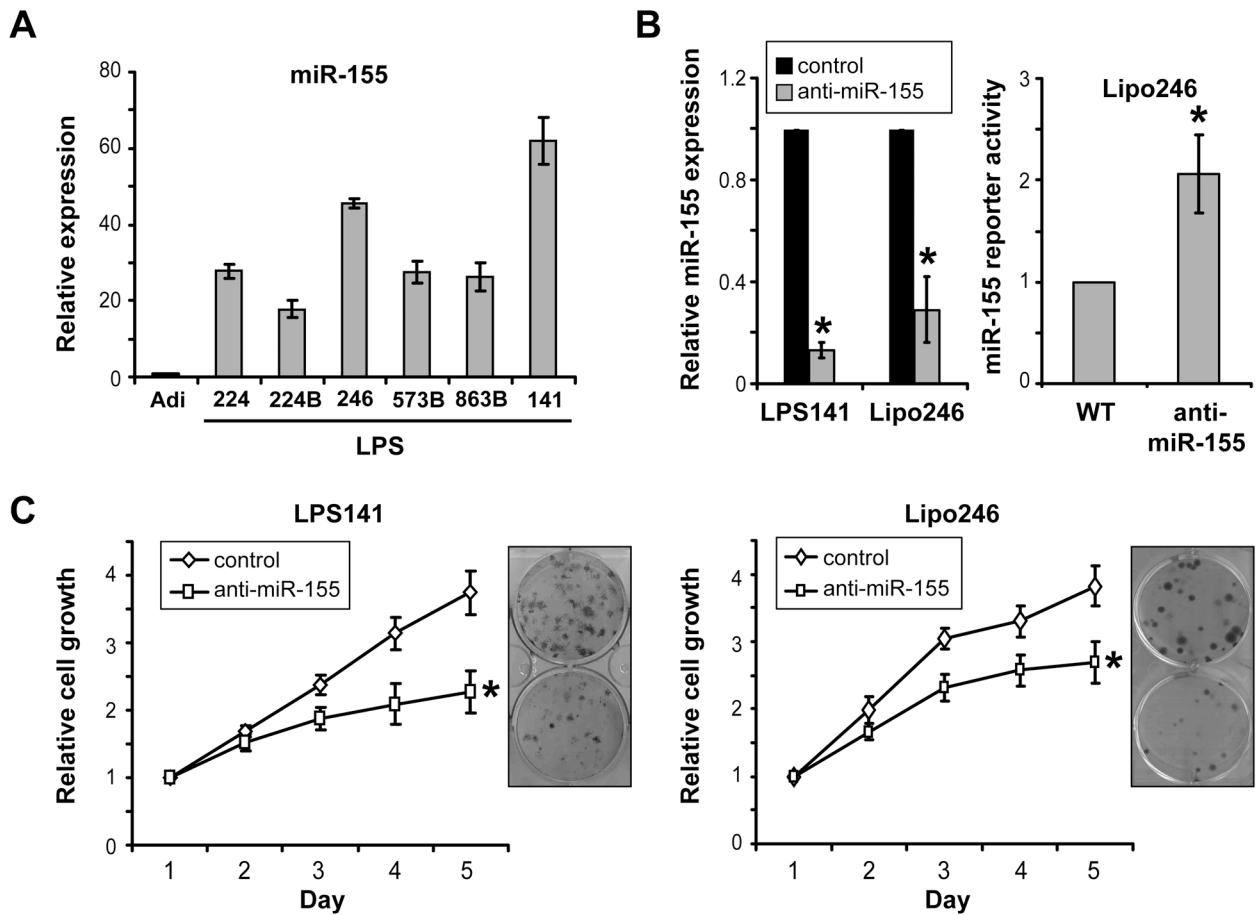 A
miR-155
Relative expression
80
60
40
20
0
Adi 224 224B 246 573B 863B 141
LPS
B
control
anti-miR-155
Relative miR-155 expression
1.2
0.8
0.4
0
*
*
LPS141 Lipo246
Lipo246
miR-155 reporter activity
3
2
1
0
*
WT anti-
miR-155
C
LPS141
control
anti-miR-155
Relative cell growth
4
3
2
1
0
*
1 2 3 4 5
Day
Lipo246
control
anti-miR-155
Relative cell growth
4
3
2
1
0
*
1 2 3 4 5
Day